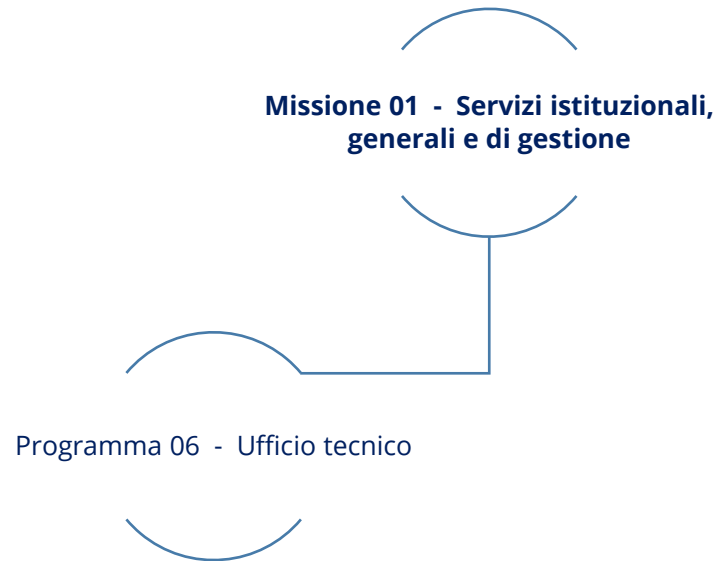 Missione 01 - Servizi istituzionali,
generali e di gestione
Programma 06 - Ufficio tecnico